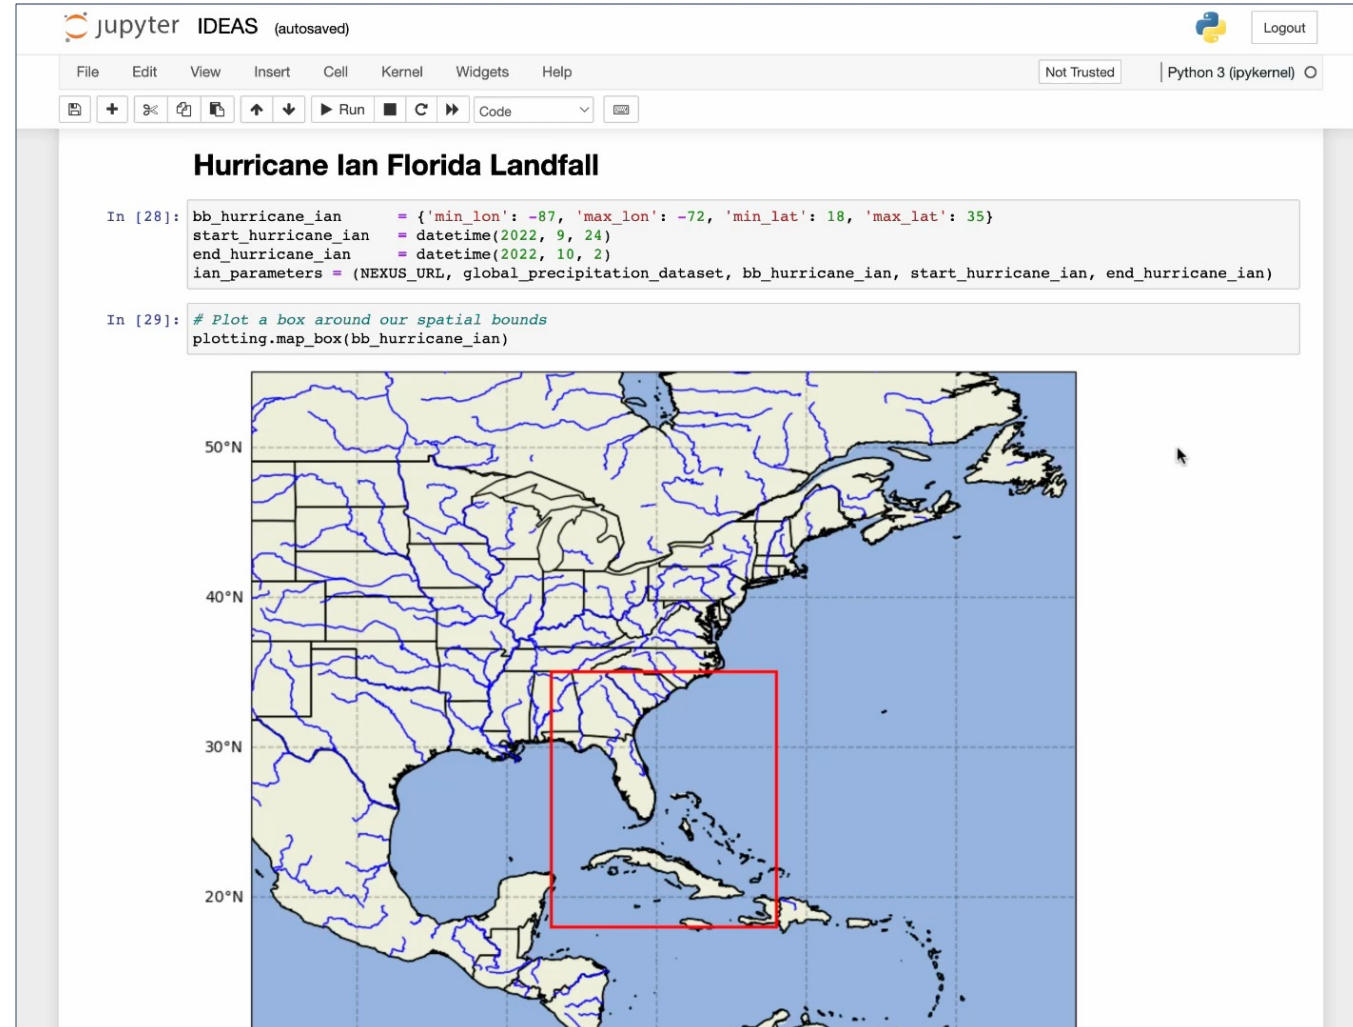 jupyter IDEAS (autosaved)
Logout
File Edit View Insert Cell Kernel Widgets Help
Not Trusted
Python 3 (ipykernel)
Run
Code
Hurricane Ian Florida Landfall
In [28]: bb_hurricane_ian = {'min_lon': -87, 'max_lon': -72, 'min_lat': 18, 'max_lat': 35}
start_hurricane_ian = datetime(2022, 9, 24)
end_hurricane_ian = datetime(2022, 10, 2)
ian_parameters = (NEXUS_URL, global_precipitation_dataset, bb_hurricane_ian, start_hurricane_ian, end_hurricane_ian)
In [29]: # Plot a box around our spatial bounds
plotting.map_box(bb_hurricane_ian)
50°N
40°N
30°N
20°N